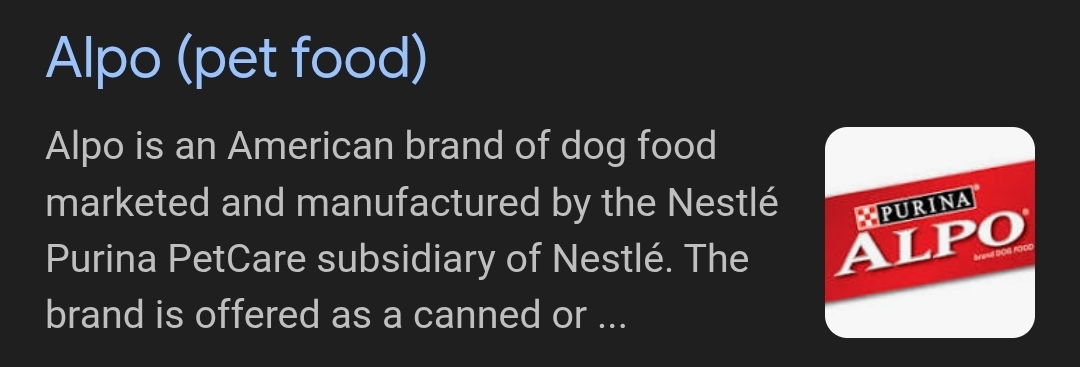 Alpo (pet food)
Alpo is an American brand of dog food
marketed and manufactured by the Nestlé
Purina PetCare subsidiary of Nestlé. The
brand is offered as a canned or ...
PURINA®
ALPO®
brand DOG FOOD